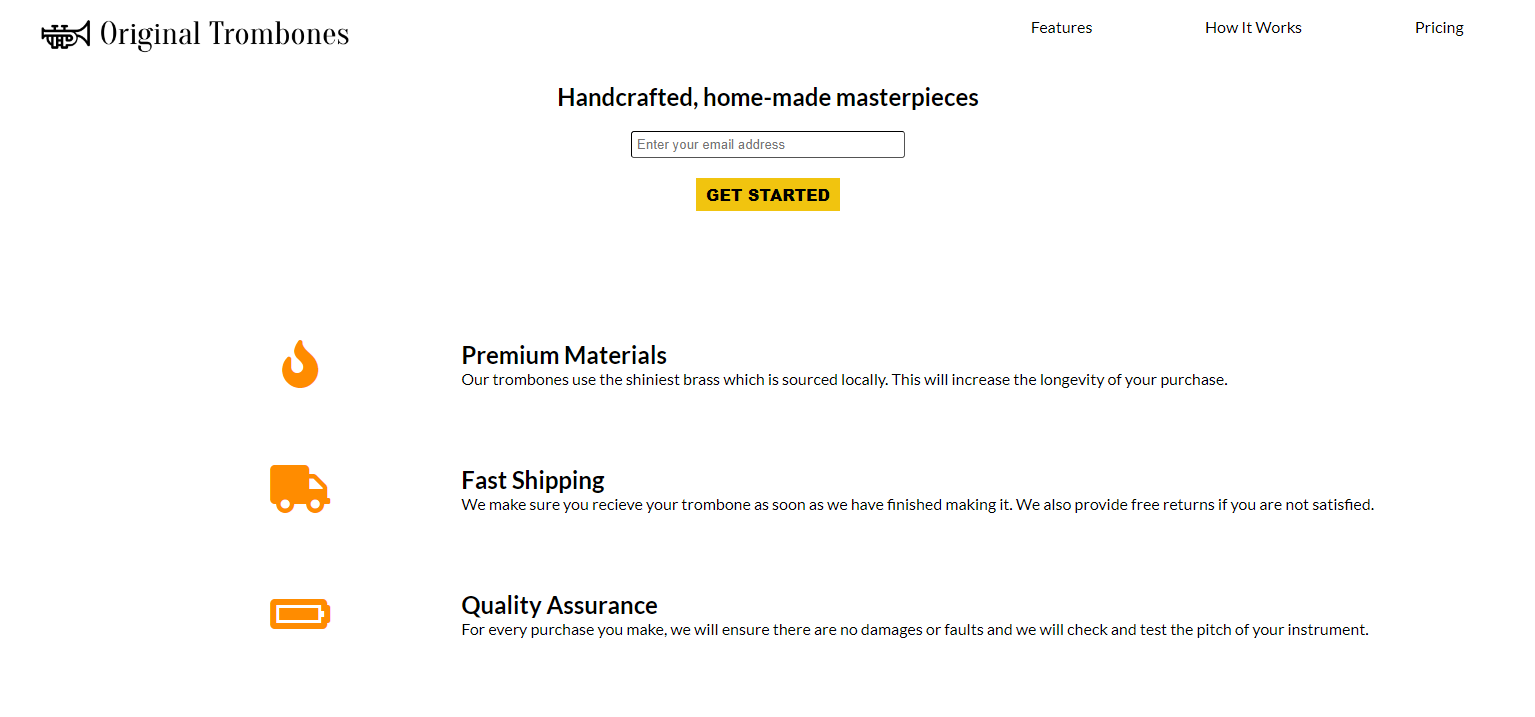 Original Trombones
Features
How It Works
Pricing
Handcrafted, home-made masterpieces
Enter your email address
GET STARTED
Premium Materials
Our trombones use the shiniest brass which is sourced locally. This will increase the longevity of your purchase.
Fast Shipping
We make sure you recieve your trombone as soon as we have finished making it. We also provide free returns if you are not satisfied.
Quality Assurance
For every purchase you make, we will ensure there are no damages or faults and we will check and test the pitch of your instrument.